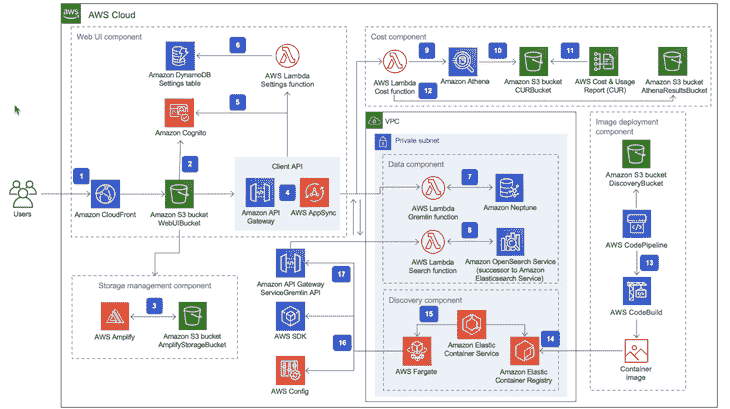 aws
AWS Cloud
Web UI component
Amazon DynamoDB
Settings table
6
AWS Lambda
Settings function
5
Amazon Cognito
1
2
Client API
Users
Amazon CloudFront
Amazon S3 bucket
WebUIBucket
4
Amazon API
Gateway
AWS AppSync
Storage management component
3
AWS Amplify
Amazon S3 bucket
AmplifyStorageBucket
Cost component
9
10
11
AWS Lambda
Cost function
12
Amazon Athena
Amazon S3 bucket
CURBucket
AWS Cost & Usage
Report (CUR)
Amazon S3 bucket
AthenaResultsBucket
VPC
Private subnet
Data component
7
AWS Lambda
Gremlin function
Amazon Neptune
8
AWS Lambda
Search function
Amazon OpenSearch Service
(successor to Amazon
Elasticsearch Service)
17
Amazon API Gateway
ServiceGremlin API
AWS SDK
16
AWS Config
Discovery component
15
Amazon Elastic
Container Service
14
AWS Fargate
Amazon Elastic
Container Registry
Image deployment
component
Amazon S3 bucket
DiscoveryBucket
AWS CodePipeline
13
AWS CodeBuild
Container
image